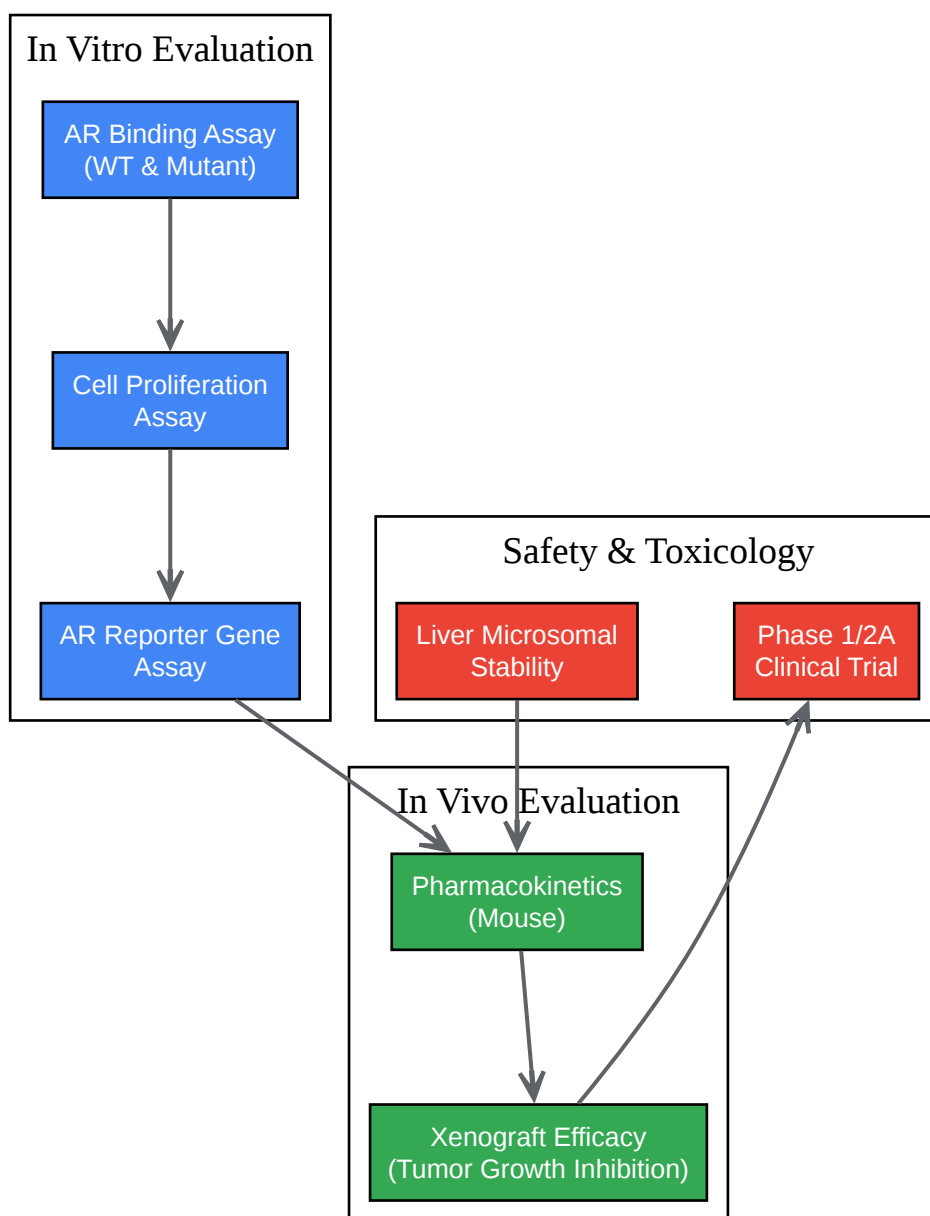 In Vitro Evaluation
AR Binding Assay
(WT & Mutant)
Cell Proliferation
Assay
AR Reporter Gene
Assay
Safety & Toxicology
Liver Microsomal
Stability
Phase 1/2A
Clinical Trial
In Vivo Evaluation
Pharmacokinetics
(Mouse)
Xenograft Efficacy
(Tumor Growth Inhibition)